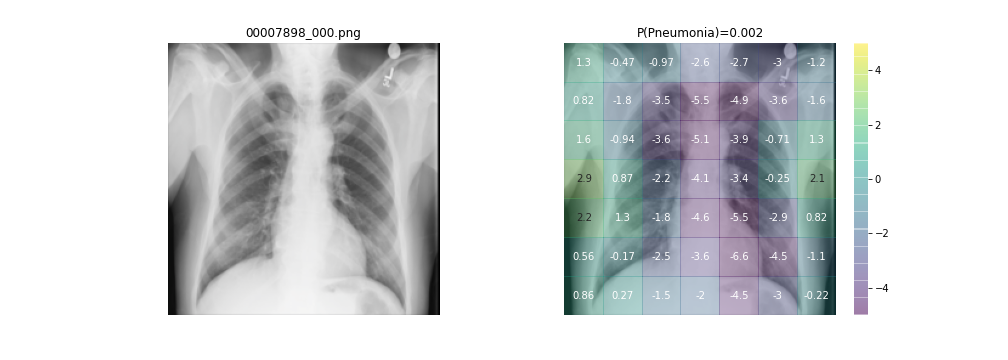 00007898_000.png
P(Pneumonia)=0.002
1.3 -0.47 -0.97 -2.6 -2.7 -3 -1.2
0.82 -1.8 -3.5 -5.5 -4.9 -3.6 -1.6
1.6 -0.94 -3.6 -5.1 -3.9 -0.71 1.3
2.9 0.87 -2.2 -4.1 -3.4 -0.25 2.1
2.2 1.3 -1.8 -4.6 -5.5 -2.9 0.82
0.56 -0.17 -2.5 -3.6 -6.6 -4.5 -1.1
0.86 0.27 -1.5 -2 -4.5 -3 -0.22
4
2
0
−2
−4